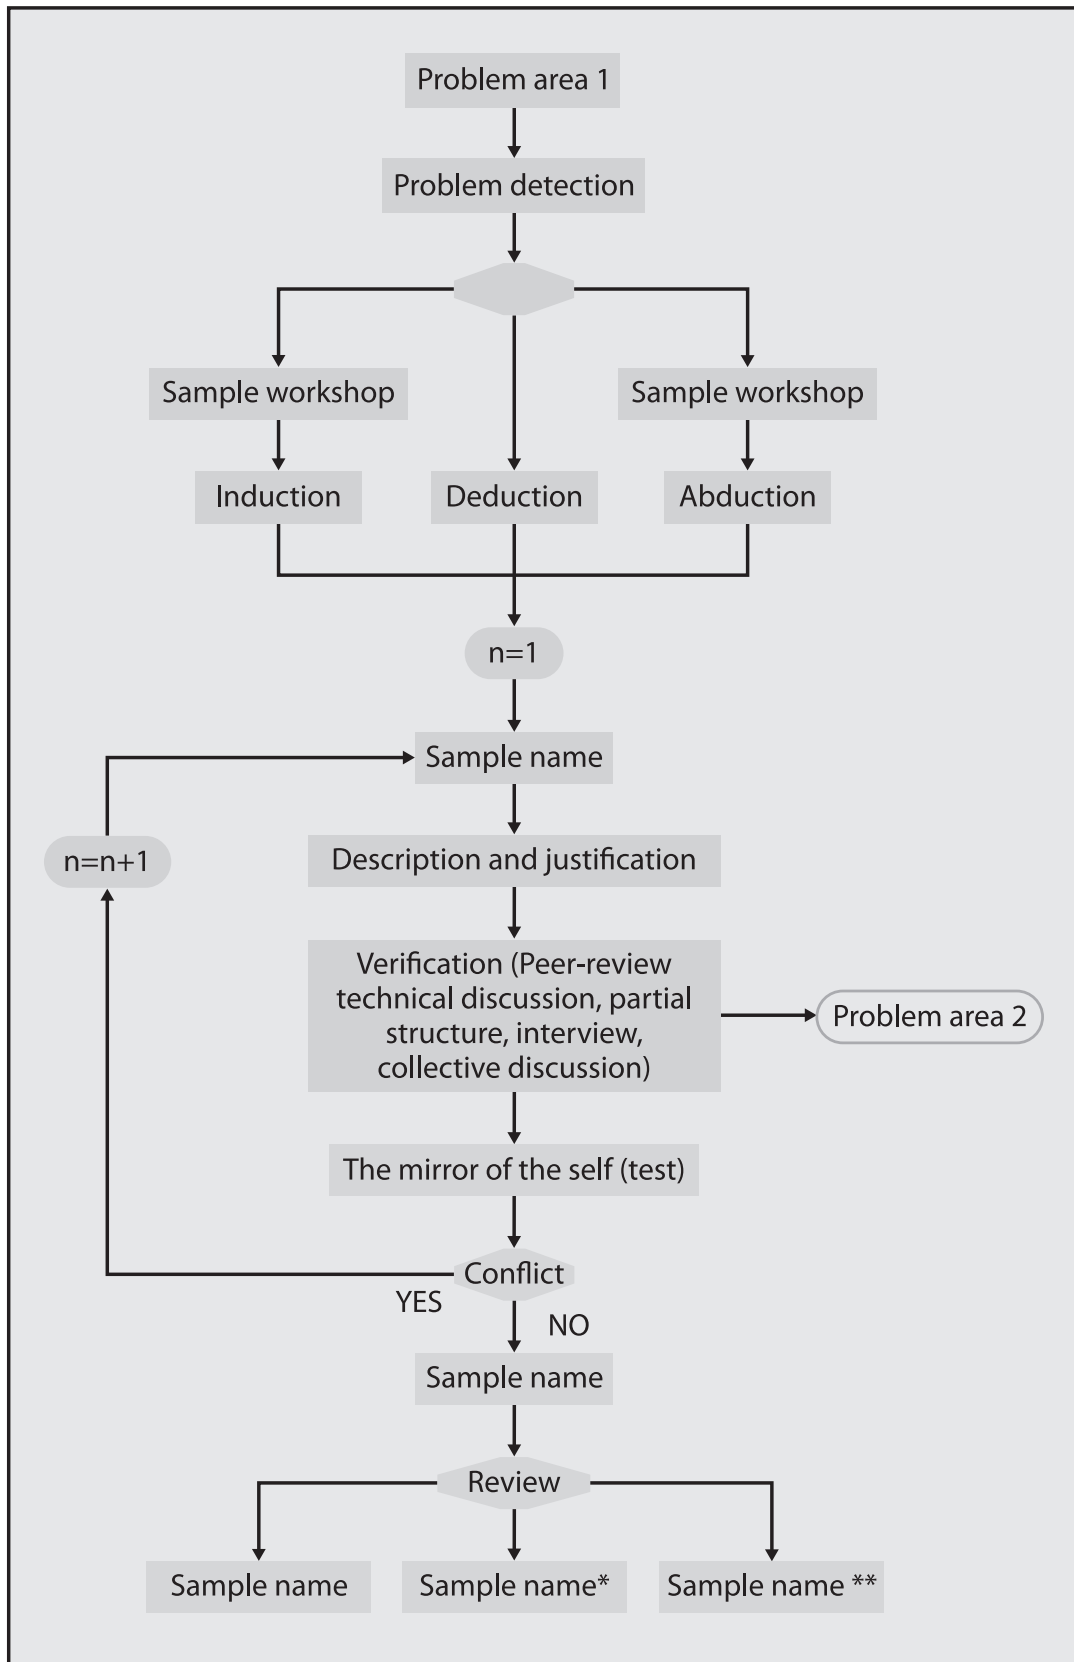 Problem area 1
Problem detection
Sample workshop
Sample workshop
Induction
Deduction
Abduction
n=1
Sample name
n=n+1
Description and justification
Verification (Peer-review
technical discussion, partial
structure, interview,
collective discussion)
Problem area 2
The mirror of the self (test)
Conflict
YES
NO
Sample name
Review
Sample name
Sample name*
Sample name **